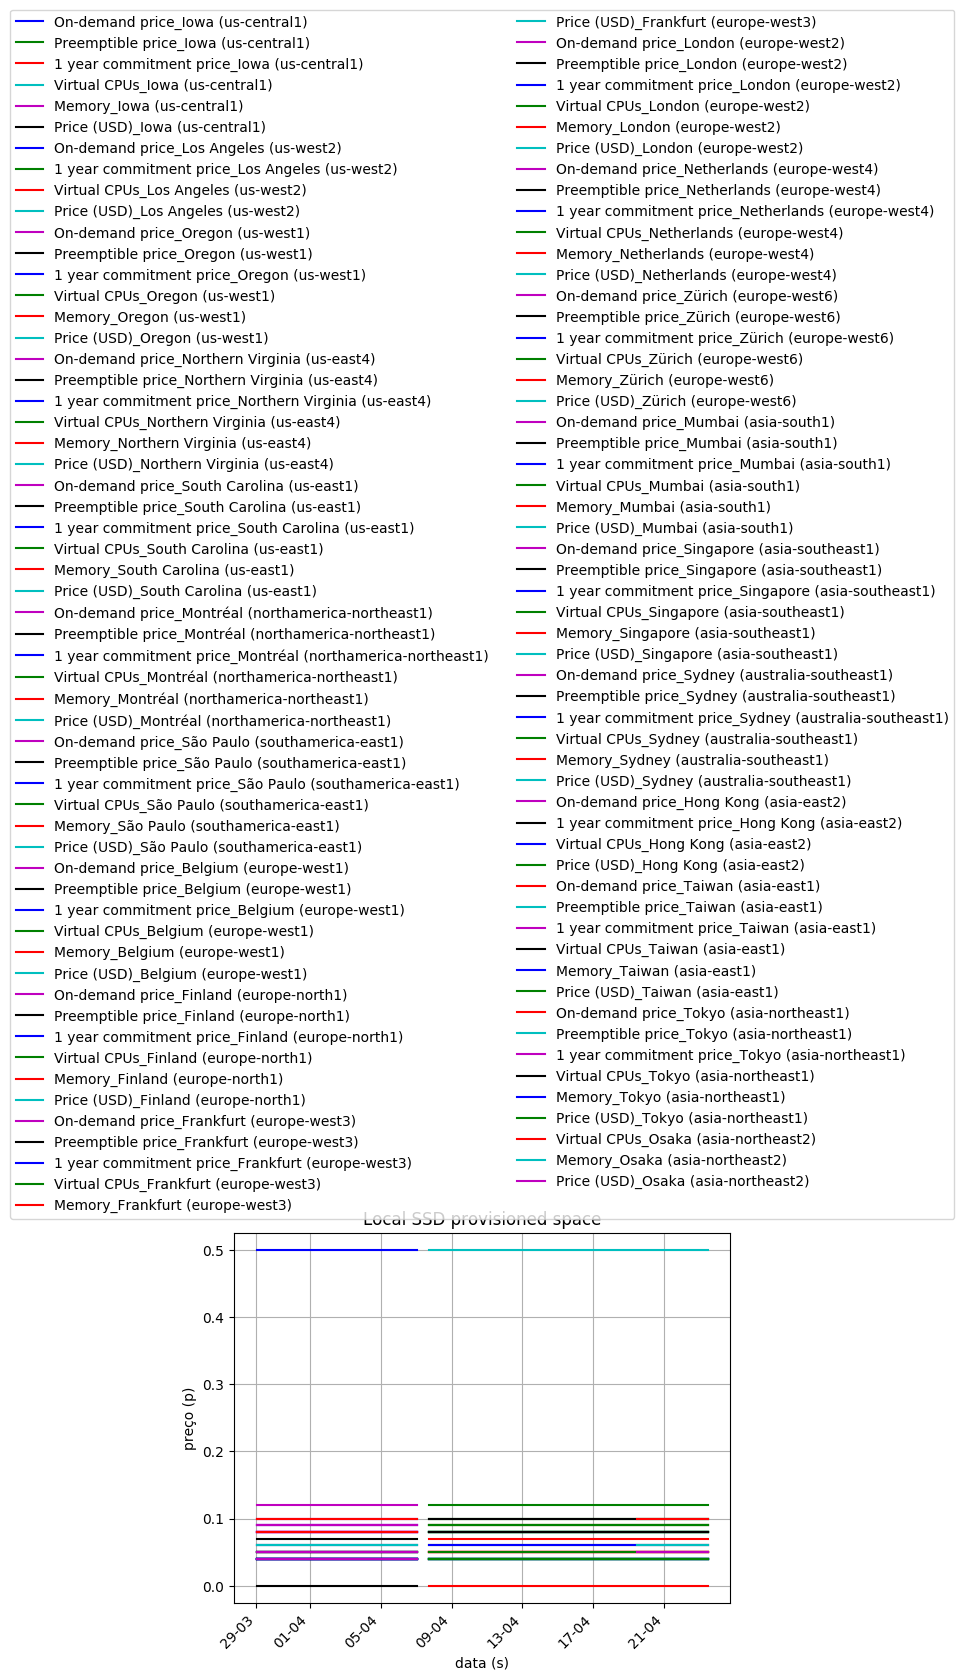 On-demand price_Iowa (us-central1)
Preemptible price_Iowa (us-central1)
1 year commitment price_Iowa (us-central1)
Virtual CPUs_Iowa (us-central1)
Memory_Iowa (us-central1)
Price (USD)_Iowa (us-central1)
On-demand price_Los Angeles (us-west2)
1 year commitment price_Los Angeles (us-west2)
Virtual CPUs_Los Angeles (us-west2)
Price (USD)_Los Angeles (us-west2)
On-demand price_Oregon (us-west1)
Preemptible price_Oregon (us-west1)
1 year commitment price_Oregon (us-west1)
Virtual CPUs_Oregon (us-west1)
Memory_Oregon (us-west1)
Price (USD)_Oregon (us-west1)
On-demand price_Northern Virginia (us-east4)
Preemptible price_Northern Virginia (us-east4)
1 year commitment price_Northern Virginia (us-east4)
Virtual CPUs_Northern Virginia (us-east4)
Memory_Northern Virginia (us-east4)
Price (USD)_Northern Virginia (us-east4)
On-demand price_South Carolina (us-east1)
Preemptible price_South Carolina (us-east1)
1 year commitment price_South Carolina (us-east1)
Virtual CPUs_South Carolina (us-east1)
Memory_South Carolina (us-east1)
Price (USD)_South Carolina (us-east1)
On-demand price_Montréal (northamerica-northeast1)
Preemptible price_Montréal (northamerica-northeast1)
1 year commitment price_Montréal (northamerica-northeast1)
Virtual CPUs_Montréal (northamerica-northeast1)
Memory_Montréal (northamerica-northeast1)
Price (USD)_Montréal (northamerica-northeast1)
On-demand price_São Paulo (southamerica-east1)
Preemptible price_São Paulo (southamerica-east1)
1 year commitment price_São Paulo (southamerica-east1)
Virtual CPUs_São Paulo (southamerica-east1)
Memory_São Paulo (southamerica-east1)
Price (USD)_São Paulo (southamerica-east1)
On-demand price_Belgium (europe-west1)
Preemptible price_Belgium (europe-west1)
1 year commitment price_Belgium (europe-west1)
Virtual CPUs_Belgium (europe-west1)
Memory_Belgium (europe-west1)
Price (USD)_Belgium (europe-west1)
On-demand price_Finland (europe-north1)
Preemptible price_Finland (europe-north1)
1 year commitment price_Finland (europe-north1)
Virtual CPUs_Finland (europe-north1)
Memory_Finland (europe-north1)
Price (USD)_Finland (europe-north1)
On-demand price_Frankfurt (europe-west3)
Preemptible price_Frankfurt (europe-west3)
1 year commitment price_Frankfurt (europe-west3)
Virtual CPUs_Frankfurt (europe-west3)
Memory_Frankfurt (europe-west3)
Price (USD)_Frankfurt (europe-west3)
On-demand price_London (europe-west2)
Preemptible price_London (europe-west2)
1 year commitment price_London (europe-west2)
Virtual CPUs_London (europe-west2)
Memory_London (europe-west2)
Price (USD)_London (europe-west2)
On-demand price_Netherlands (europe-west4)
Preemptible price_Netherlands (europe-west4)
1 year commitment price_Netherlands (europe-west4)
Virtual CPUs_Netherlands (europe-west4)
Memory_Netherlands (europe-west4)
Price (USD)_Netherlands (europe-west4)
On-demand price_Zürich (europe-west6)
Preemptible price_Zürich (europe-west6)
1 year commitment price_Zürich (europe-west6)
Virtual CPUs_Zürich (europe-west6)
Memory_Zürich (europe-west6)
Price (USD)_Zürich (europe-west6)
On-demand price_Mumbai (asia-south1)
Preemptible price_Mumbai (asia-south1)
1 year commitment price_Mumbai (asia-south1)
Virtual CPUs_Mumbai (asia-south1)
Memory_Mumbai (asia-south1)
Price (USD)_Mumbai (asia-south1)
On-demand price_Singapore (asia-southeast1)
Preemptible price_Singapore (asia-southeast1)
1 year commitment price_Singapore (asia-southeast1)
Virtual CPUs_Singapore (asia-southeast1)
Memory_Singapore (asia-southeast1)
Price (USD)_Singapore (asia-southeast1)
On-demand price_Sydney (australia-southeast1)
Preemptible price_Sydney (australia-southeast1)
1 year commitment price_Sydney (australia-southeast1)
Virtual CPUs_Sydney (australia-southeast1)
Memory_Sydney (australia-southeast1)
Price (USD)_Sydney (australia-southeast1)
On-demand price_Hong Kong (asia-east2)
1 year commitment price_Hong Kong (asia-east2)
Virtual CPUs_Hong Kong (asia-east2)
Price (USD)_Hong Kong (asia-east2)
On-demand price_Taiwan (asia-east1)
Preemptible price_Taiwan (asia-east1)
1 year commitment price_Taiwan (asia-east1)
Virtual CPUs_Taiwan (asia-east1)
Memory_Taiwan (asia-east1)
Price (USD)_Taiwan (asia-east1)
On-demand price_Tokyo (asia-northeast1)
Preemptible price_Tokyo (asia-northeast1)
1 year commitment price_Tokyo (asia-northeast1)
Virtual CPUs_Tokyo (asia-northeast1)
Memory_Tokyo (asia-northeast1)
Price (USD)_Tokyo (asia-northeast1)
Virtual CPUs_Osaka (asia-northeast2)
Memory_Osaka (asia-northeast2)
Price (USD)_Osaka (asia-northeast2)
Local SSD provisioned space
0.5
0.4
0.3
0.2
0.1
0.0
preço (p)
29-03
01-04
05-04
09-04
13-04
17-04
21-04
data (s)